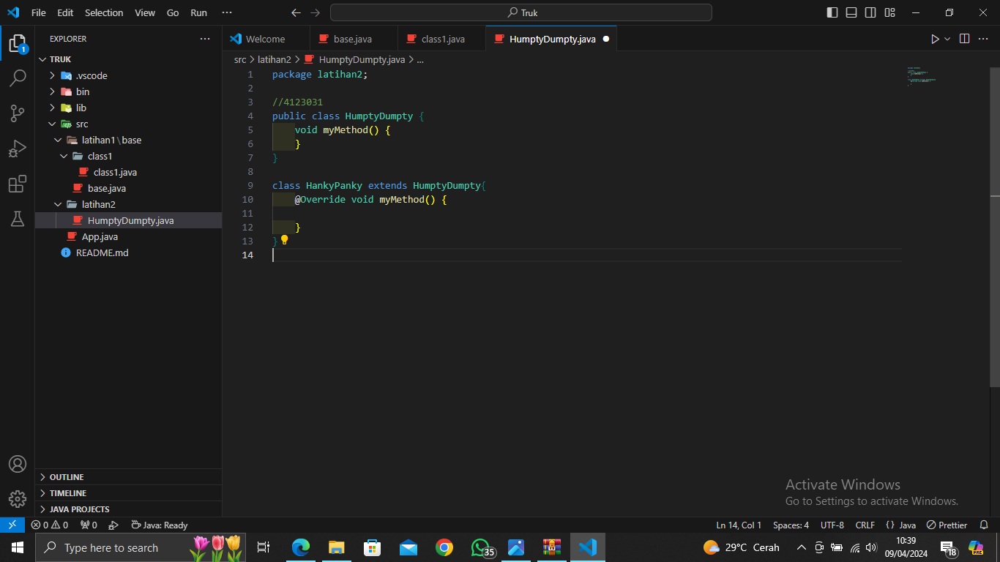 File Edit Selection View Go Run ···
Truk
EXPLORER ···
Welcome base.java class1.java HumptyDumpty.java
src > latihan2 > HumptyDumpty.java > ...
TRUK
.vscode
bin
lib
src
latihan1\base
class1
class1.java
base.java
latihan2
HumptyDumpty.java
App.java
README.md
OUTLINE
TIMELINE
JAVA PROJECTS
1 package latihan2;
2
3 //4123031
4 public class HumptyDumpty {
5 void myMethod() {
6 }
7 }
8
9 class HankyPanky extends HumptyDumpty{
10 @Override void myMethod() {
11
12 }
13 }
14
Activate Windows
Go to Settings to activate Windows.
0 0 0 Java: Ready Ln 14, Col 1 Spaces: 4 UTF-8 CRLF {} Java Prettier
Type here to search 35 29°C Cerah 10:39 18 PRE
09/04/2024
1